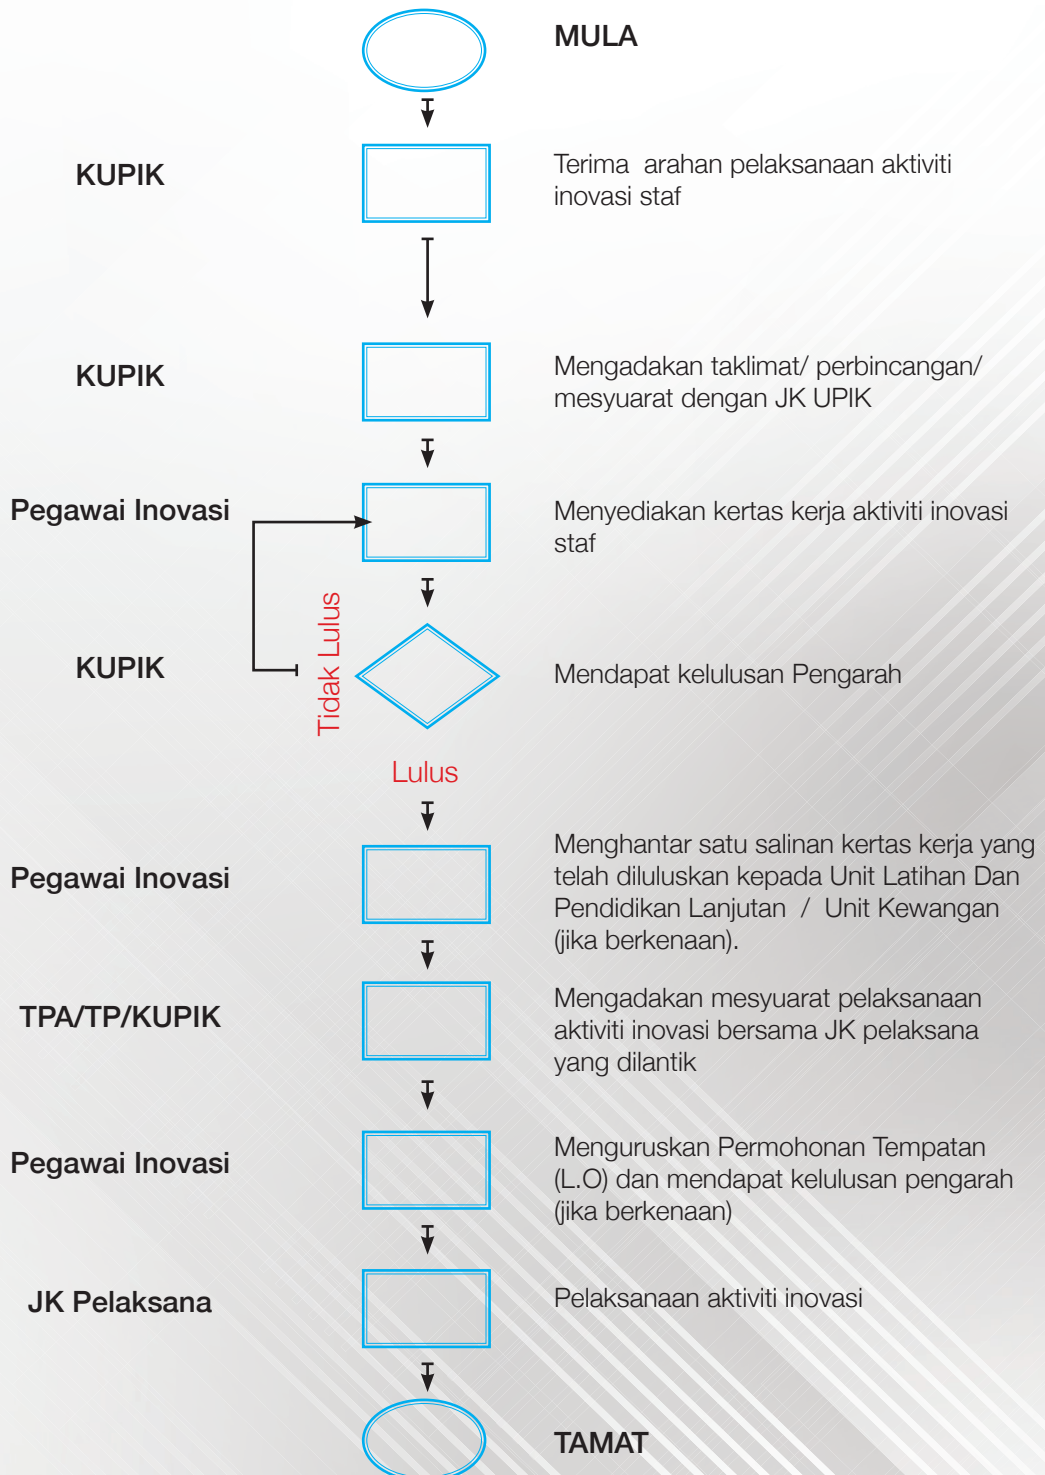 MULA
KUPIK
Terima arahan pelaksanaan aktiviti
inovasi staf
KUPIK
Mengadakan taklimat/ perbincangan/
mesyuarat dengan JK UPIK
Pegawai Inovasi
Menyediakan kertas kerja aktiviti inovasi
staf
Tidak Lulus
KUPIK
Mendapat kelulusan Pengarah
Lulus
Pegawai Inovasi
Menghantar satu salinan kertas kerja yang
telah diluluskan kepada Unit Latihan Dan
Pendidikan Lanjutan / Unit Kewangan
(jika berkenaan).
TPA/TP/KUPIK
Mengadakan mesyuarat pelaksanaan
aktiviti inovasi bersama JK pelaksana
yang dilantik
Pegawai Inovasi
Menguruskan Permohonan Tempatan
(L.O) dan mendapat kelulusan pengarah
(jika berkenaan)
JK Pelaksana
Pelaksanaan aktiviti inovasi
TAMAT